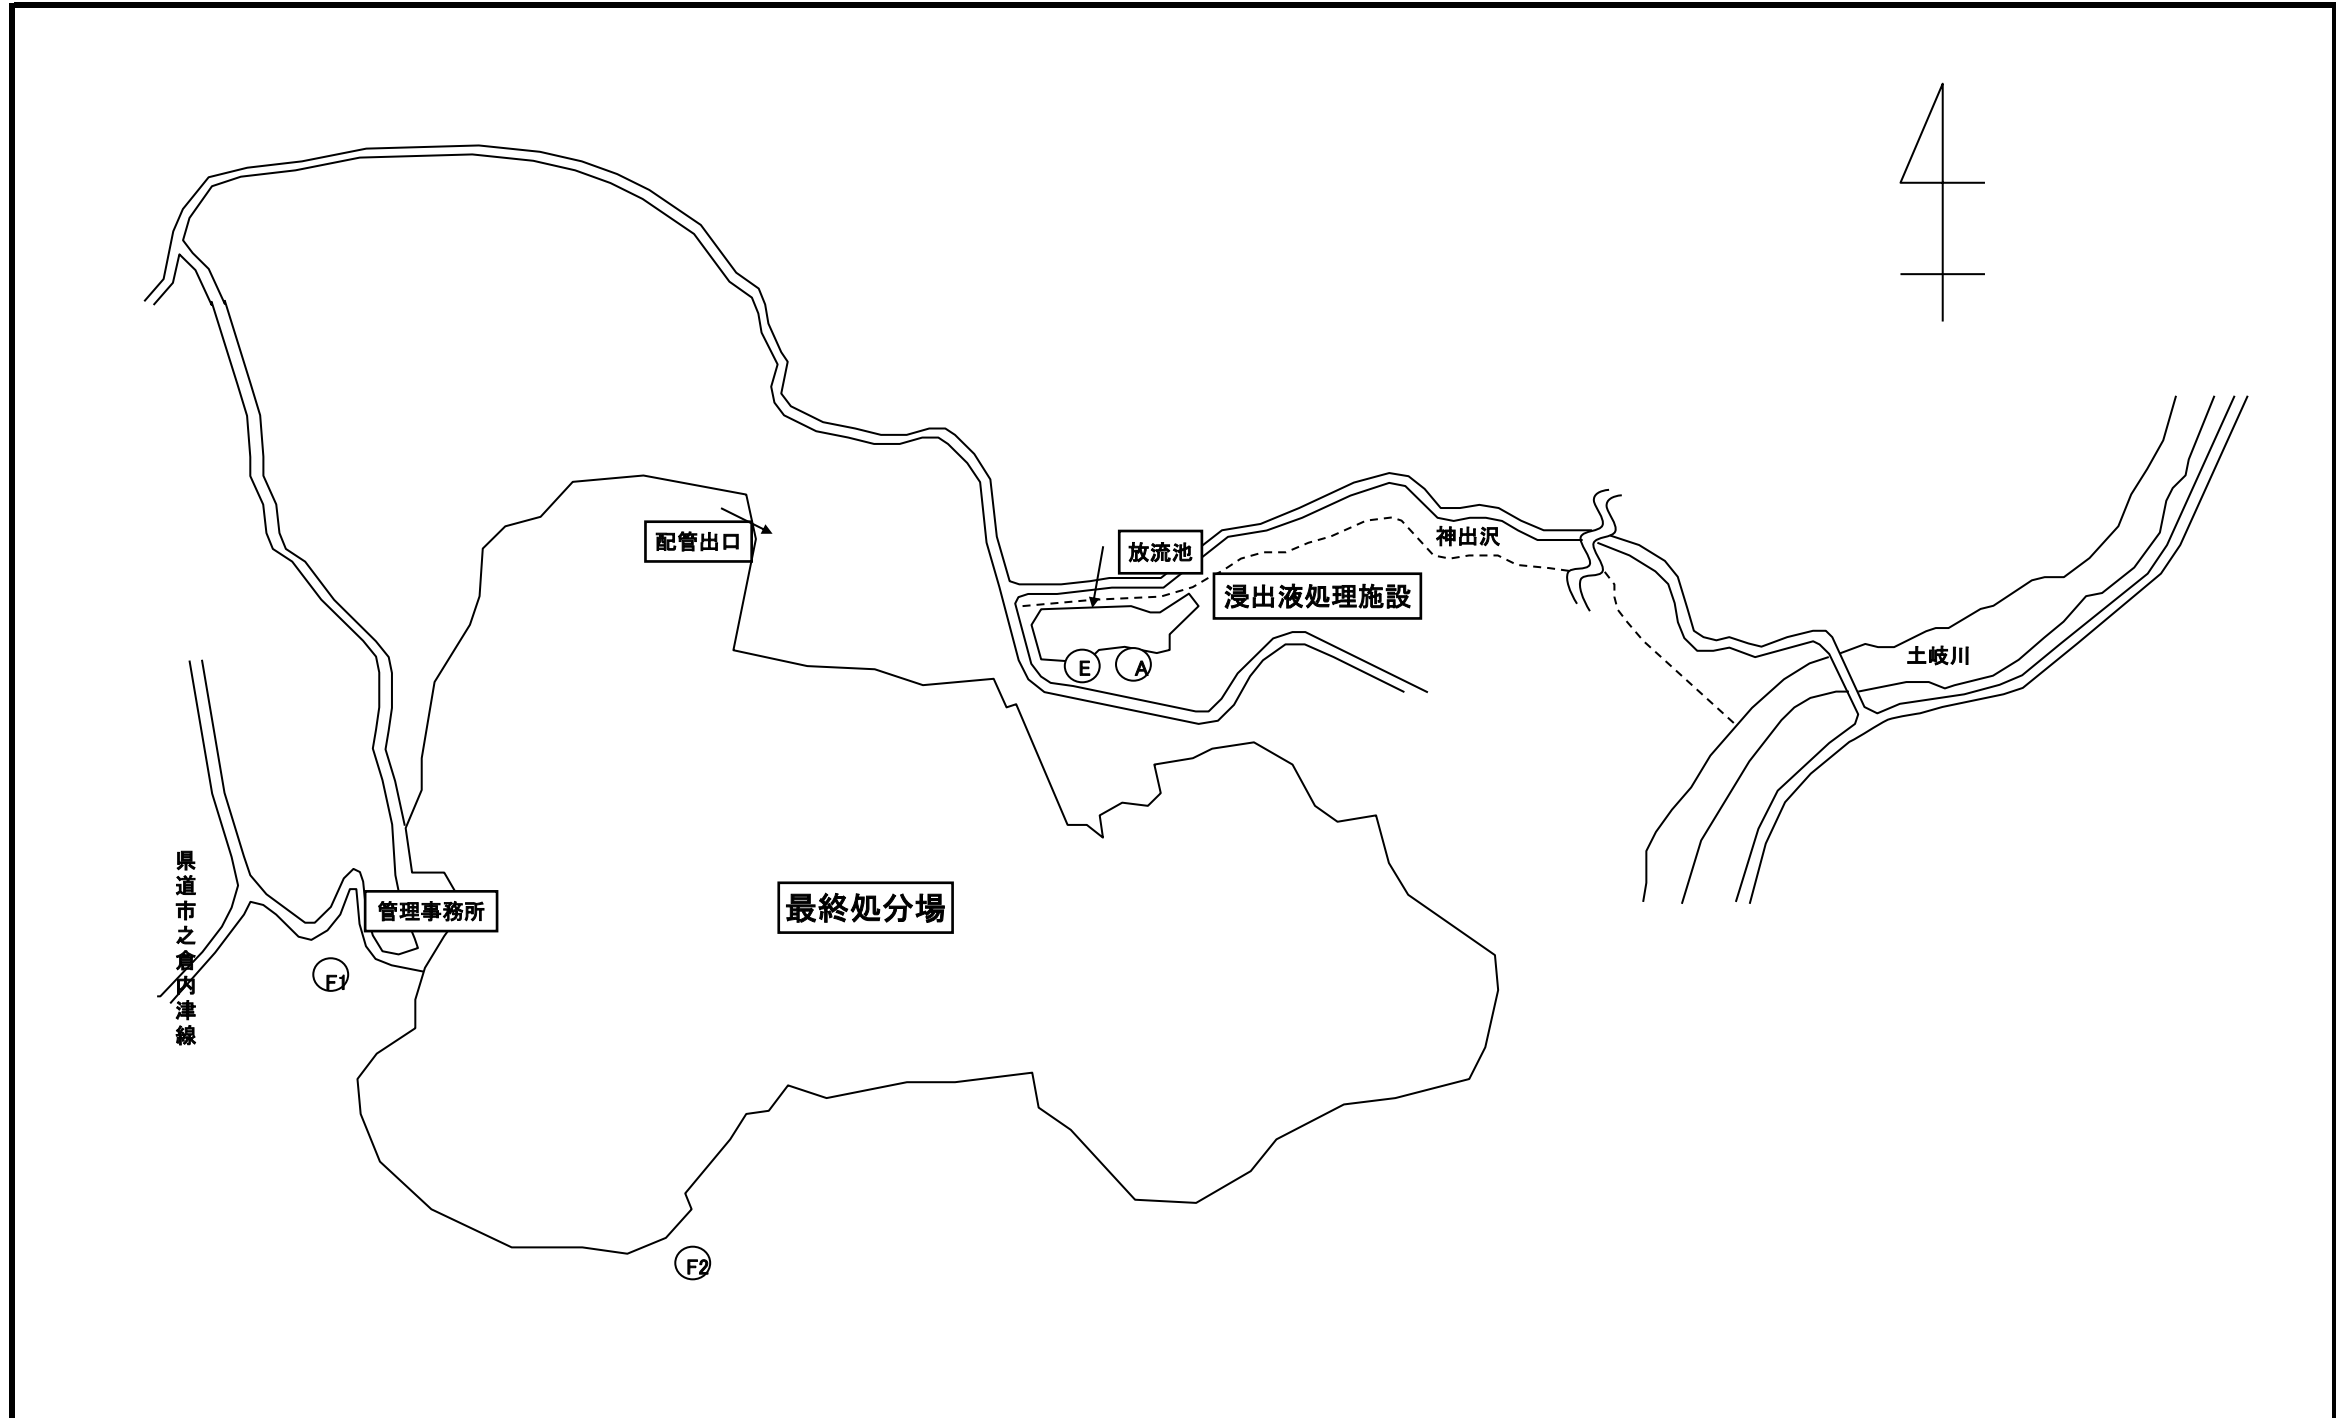 配管出口
放流池
神出沢
浸出液処理施設
土岐川
E
A
県道市之倉内津線
管理事務所
最終処分場
F1
F2